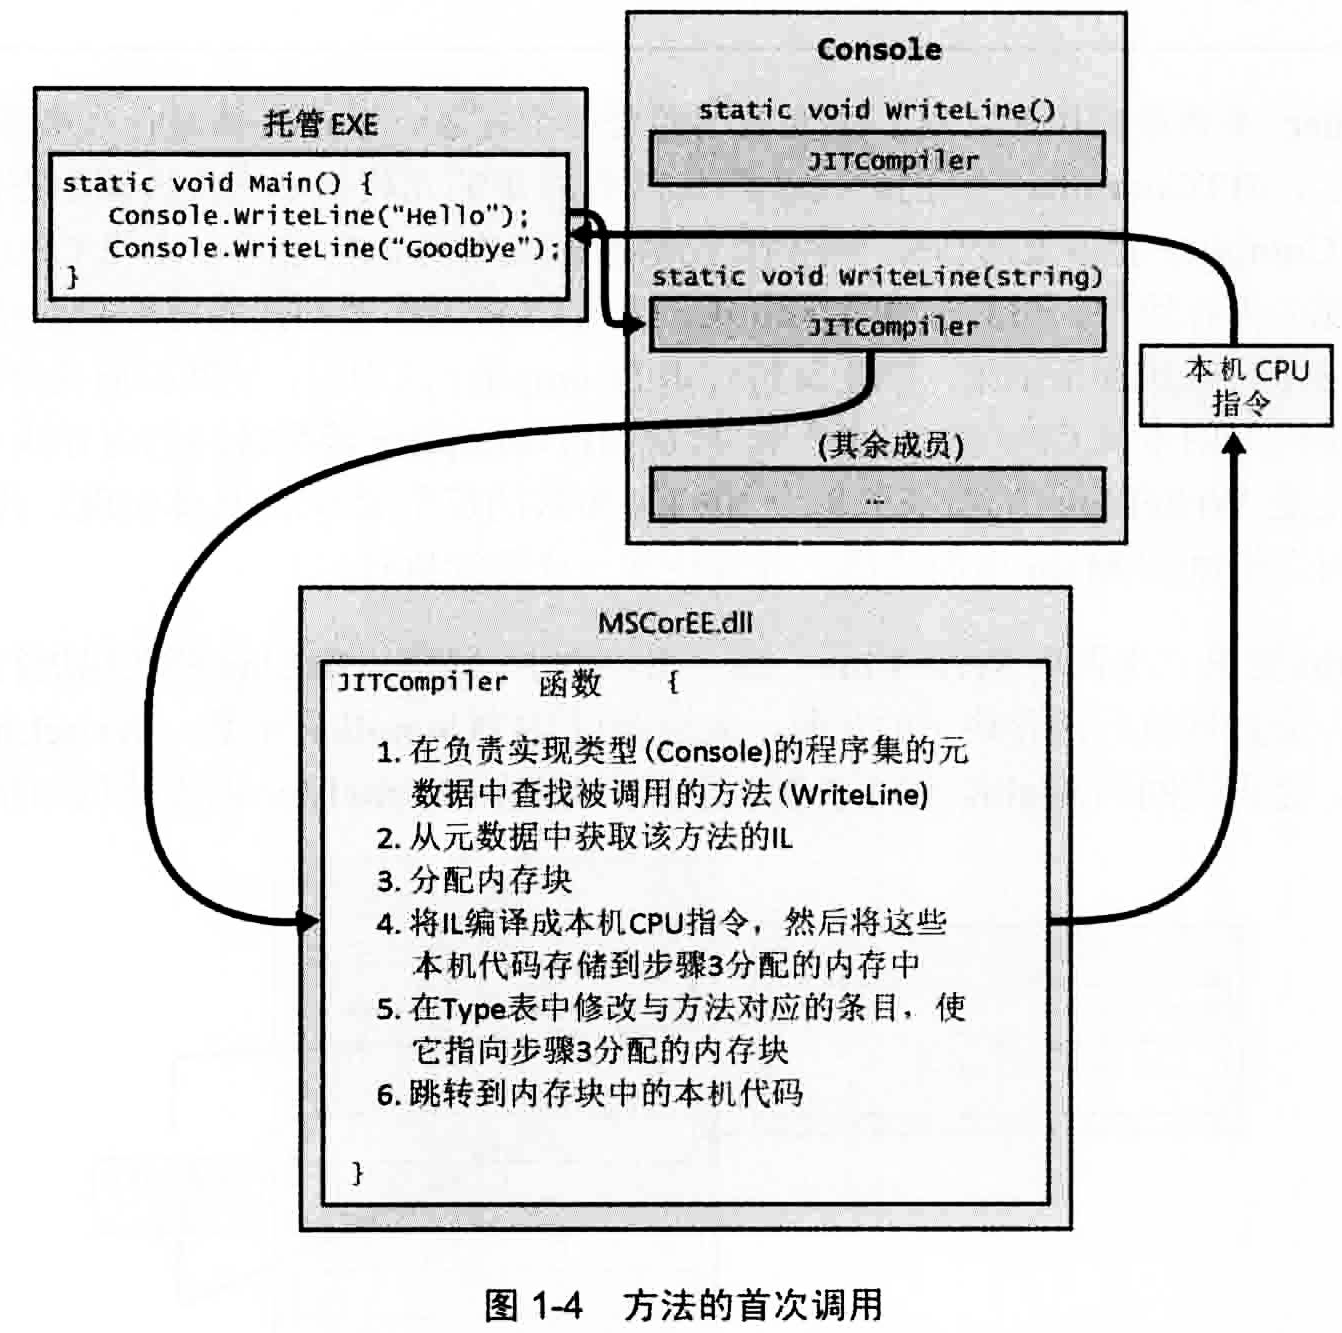 托管 EXE
static void Main() {
Console.WriteLine("Hello");
Console.WriteLine("Goodbye");
}
Console
static void WriteLine()
JITCompiler
static void WriteLine(string)
JITCompiler
(其余成员)
...
本机 CPU
指令
MSCorEE.dll
JITCompiler 函数 {
1. 在负责实现类型(Console)的程序集的元
数据中查找被调用的方法(WriteLine)
2. 从元数据中获取该方法的IL
3. 分配内存块
4. 将IL编译成本机CPU指令，然后将这些
本机代码存储到步骤3分配的内存中
5. 在Type表中修改与方法对应的条目，使
它指向步骤3分配的内存块
6. 跳转到内存块中的本机代码
}
图 1-4 方法的首次调用